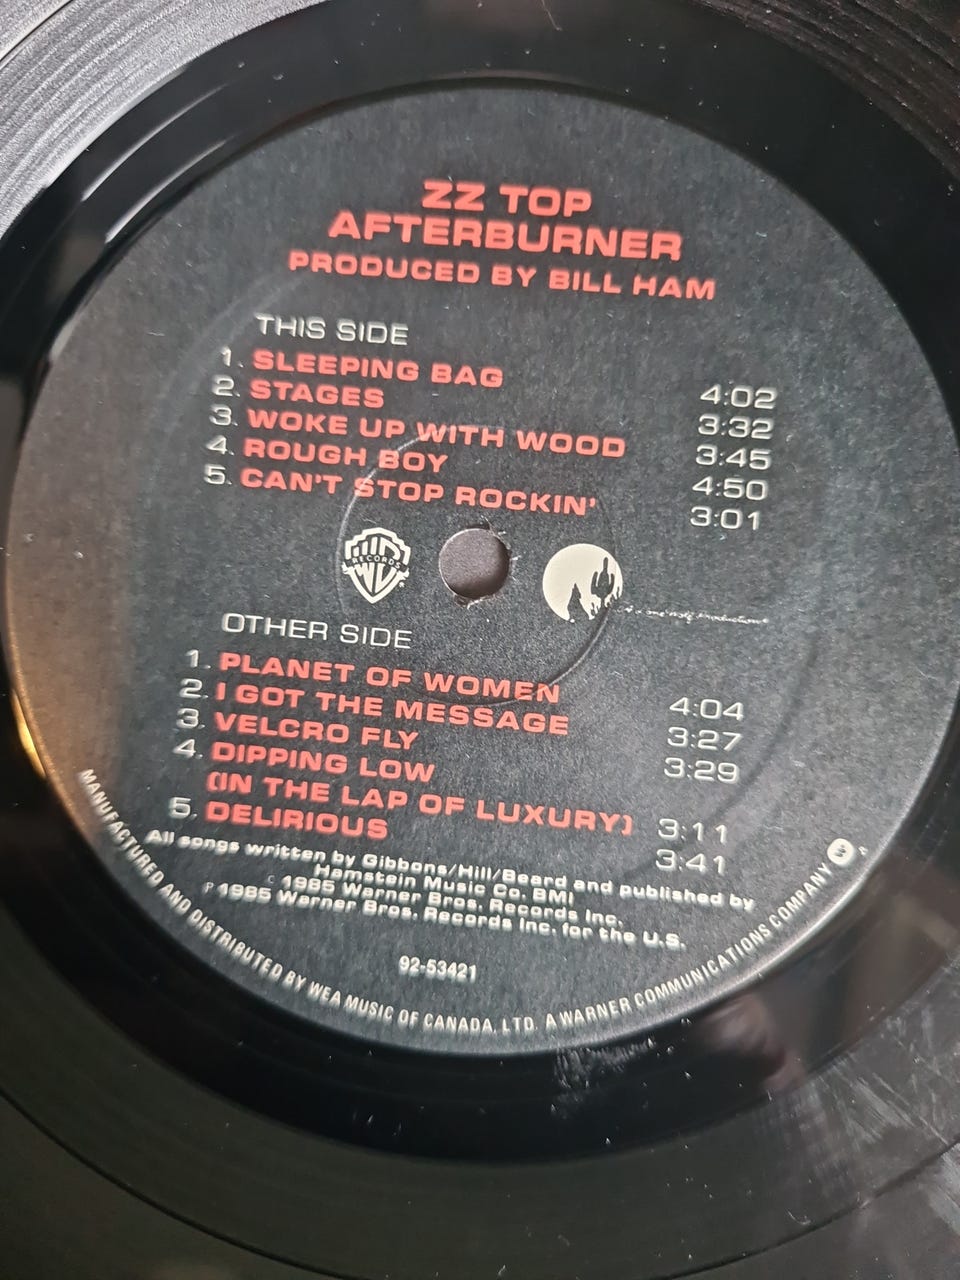 ZZ TOP
AFTERBURNER
PRODUCED BY BILL HAM
THIS SIDE
1. SLEEPING BAG 4:02
2. STAGES 3:32
3. WOKE UP WITH WOOD 3:45
4. ROUGH BOY 4:50
5. CAN'T STOP ROCKIN' 3:01
WB RECORDS
A Lone Wolf Production
OTHER SIDE
1. PLANET OF WOMEN 4:04
2. I GOT THE MESSAGE 3:27
3. VELCRO FLY 3:29
4. DIPPING LOW
(IN THE LAP OF LUXURY) 3:11
5. DELIRIOUS 3:41
All songs written by Gibbons/Hill/Beard and published by
Hamstein Music Co. BMI
© 1985 Warner Bros. Records Inc.
℗ 1985 Warner Bros. Records Inc. for the U.S.
92-53421
MANUFACTURED AND DISTRIBUTED BY WEA MUSIC OF CANADA, LTD. A WARNER COMMUNICATIONS COMPANY